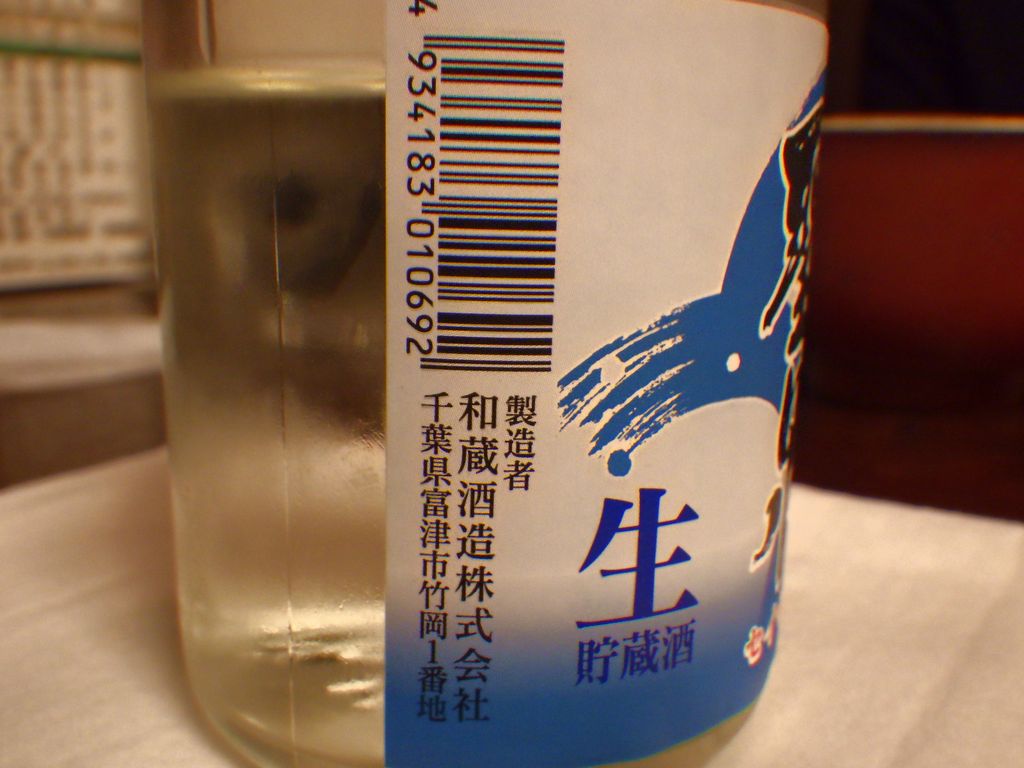 4 934183 010692
製造者
和蔵酒造株式会社
千葉県富津市竹岡1番地
生
貯蔵酒